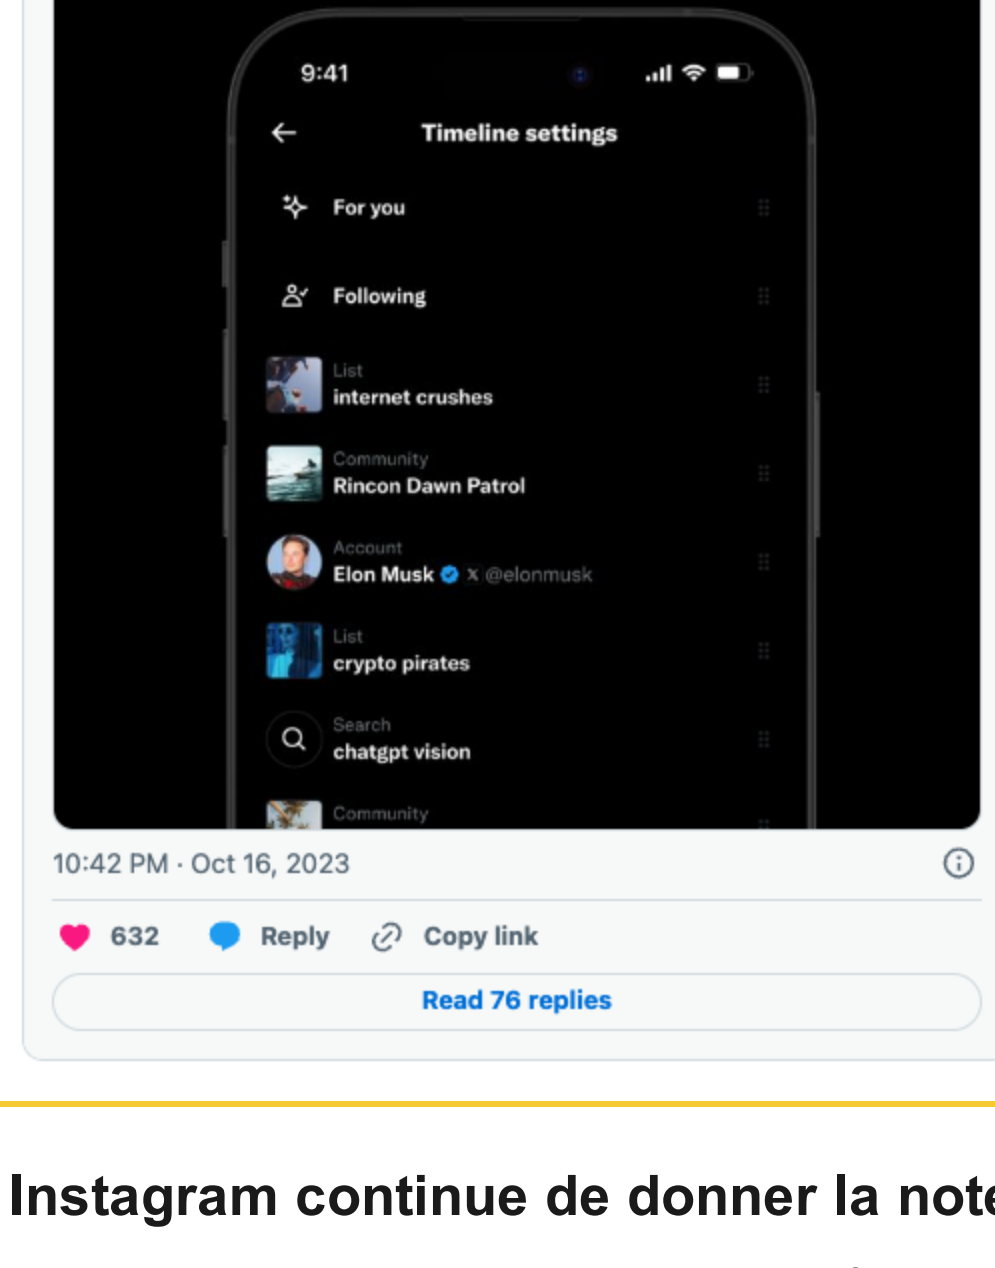 9:41
Timeline settings
For you
Following
List
internet crushes
Community
Rincon Dawn Patrol
Account
Elon Musk X @elonmusk
List
crypto pirates
Search
chatgpt vision
Community
10:42 PM · Oct 16, 2023
632 Reply Copy link
Read 76 replies
Instagram continue de donner la note